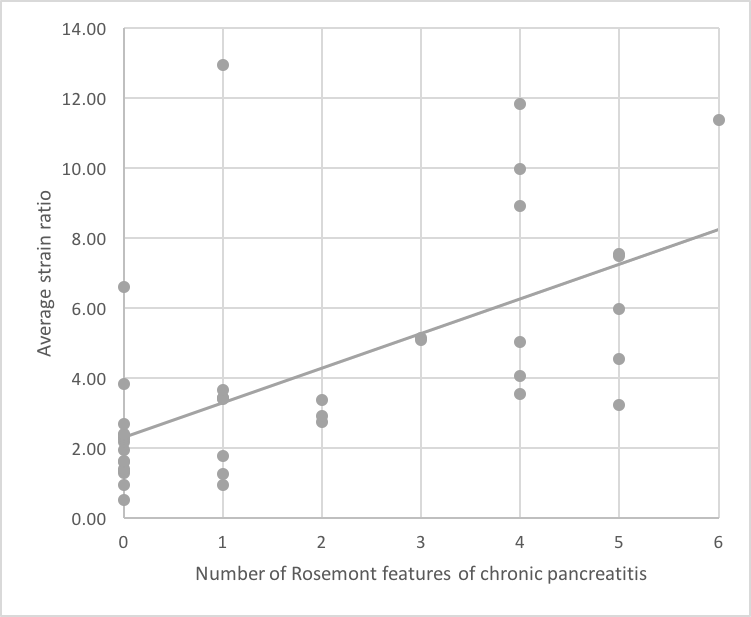 14.00
12.00
10.00
8.00
6.00
4.00
2.00
0.00
Average strain ratio
0 1 2 3 4 5 6
Number of Rosemont features of chronic pancreatitis